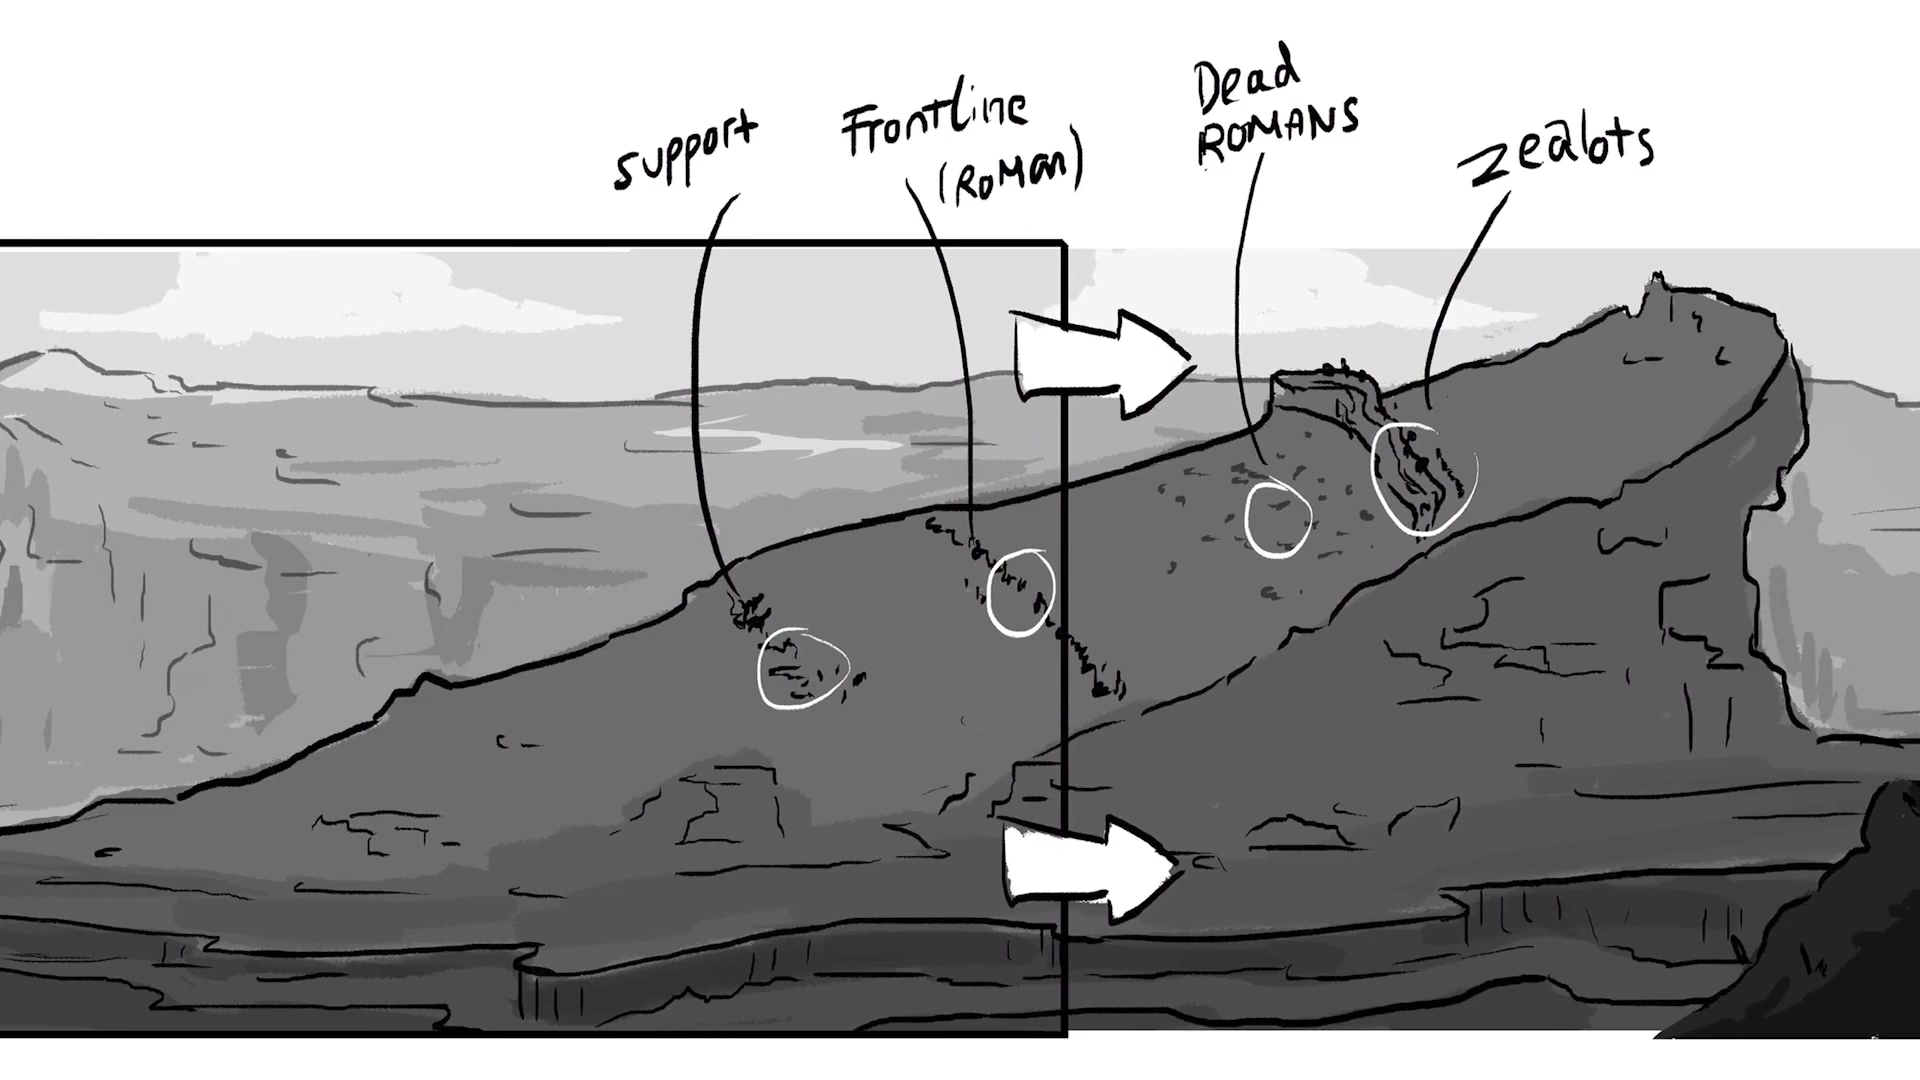 support
Frontline
(Roman)
Dead
ROMANS
zealots